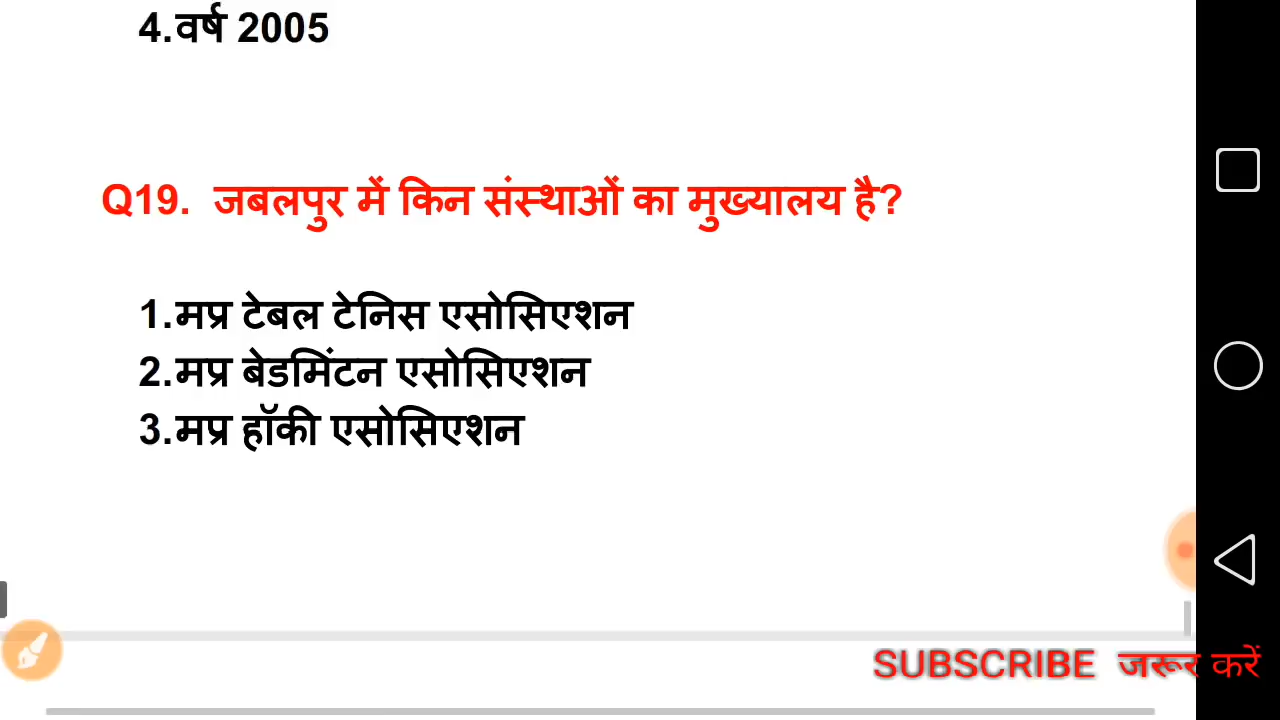 4.वर्ष 2005
Q19. जबलपुर में किन संस्थाओं का मुख्यालय है?
1.मप्र टेबल टेनिस एसोसिएशन
2.मप्र बेडमिंटन एसोसिएशन
3.मप्र हॉकी एसोसिएशन
SUBSCRIBE जरूर करें